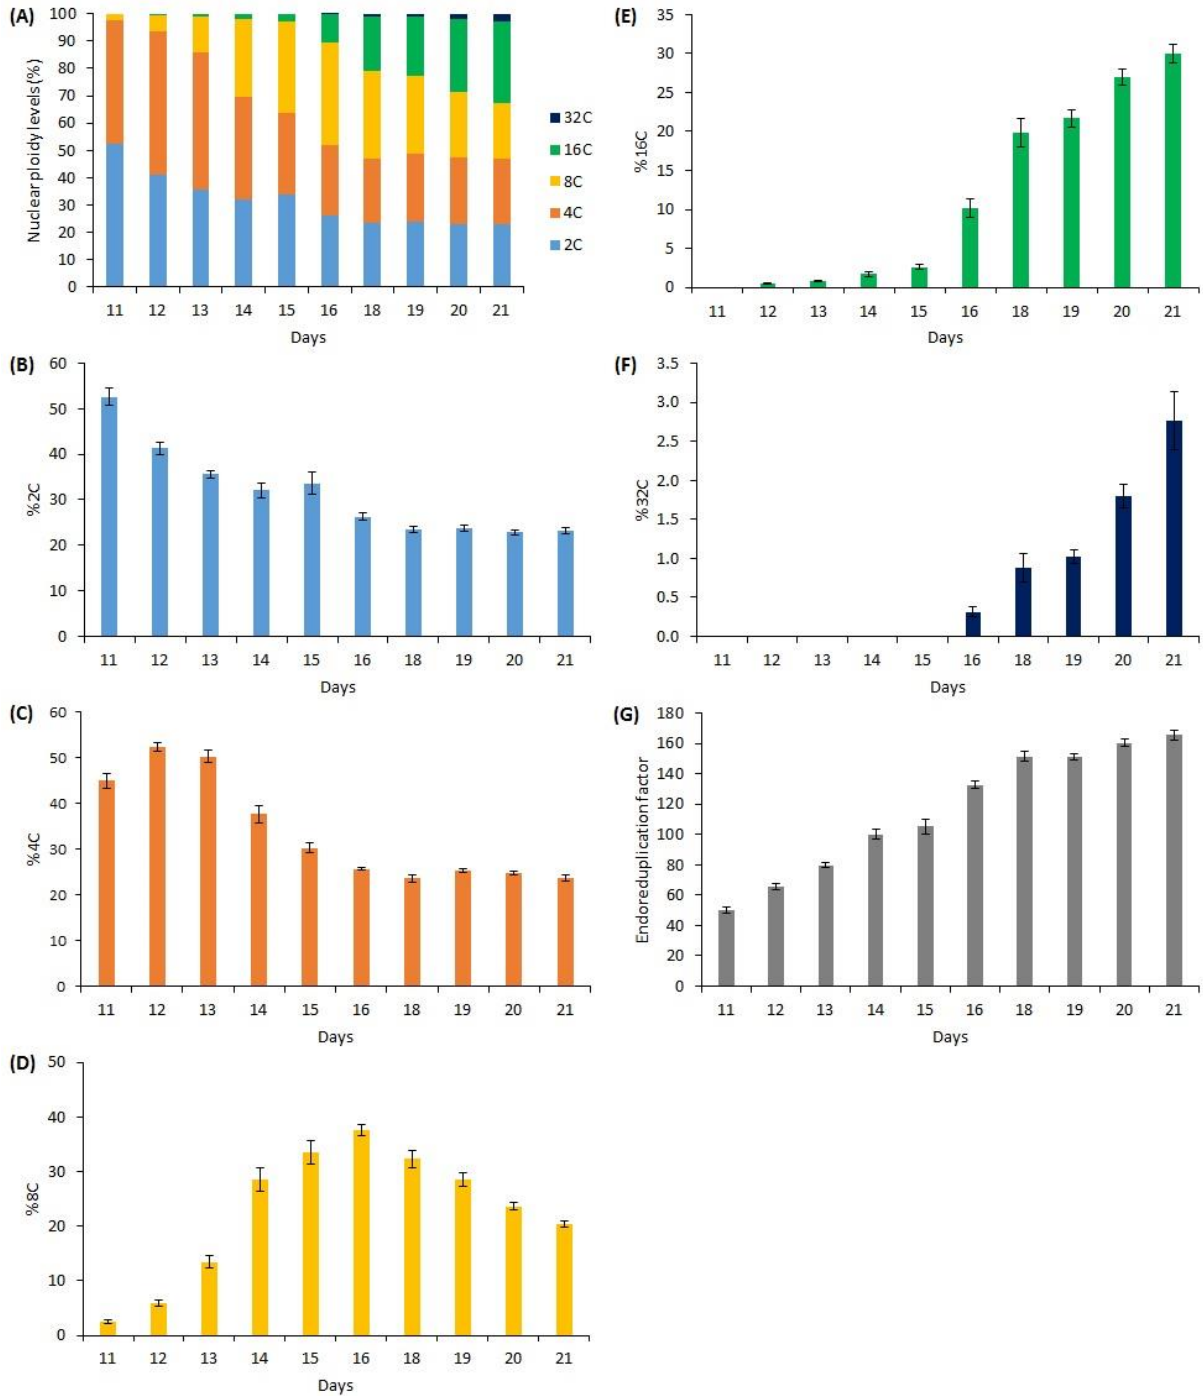 (A)
Nuclear ploidy levels (%)
100
90
80
70
60
50
40
30
20
10
0
11 12 13 14 15 16 18 19 20 21
Days
32C
16C
8C
4C
2C
(B)
%2C
60
50
40
30
20
10
0
11 12 13 14 15 16 18 19 20 21
Days
(C)
%4C
60
50
40
30
20
10
0
11 12 13 14 15 16 18 19 20 21
Days
(D)
%8C
50
40
30
20
10
0
11 12 13 14 15 16 18 19 20 21
Days
(E)
%16C
35
30
25
20
15
10
5
0
11 12 13 14 15 16 18 19 20 21
Days
(F)
%32C
3.5
3.0
2.5
2.0
1.5
1.0
0.5
0.0
11 12 13 14 15 16 18 19 20 21
Days
(G)
Endoreduplication factor
180
160
140
120
100
80
60
40
20
0
11 12 13 14 15 16 18 19 20 21
Days